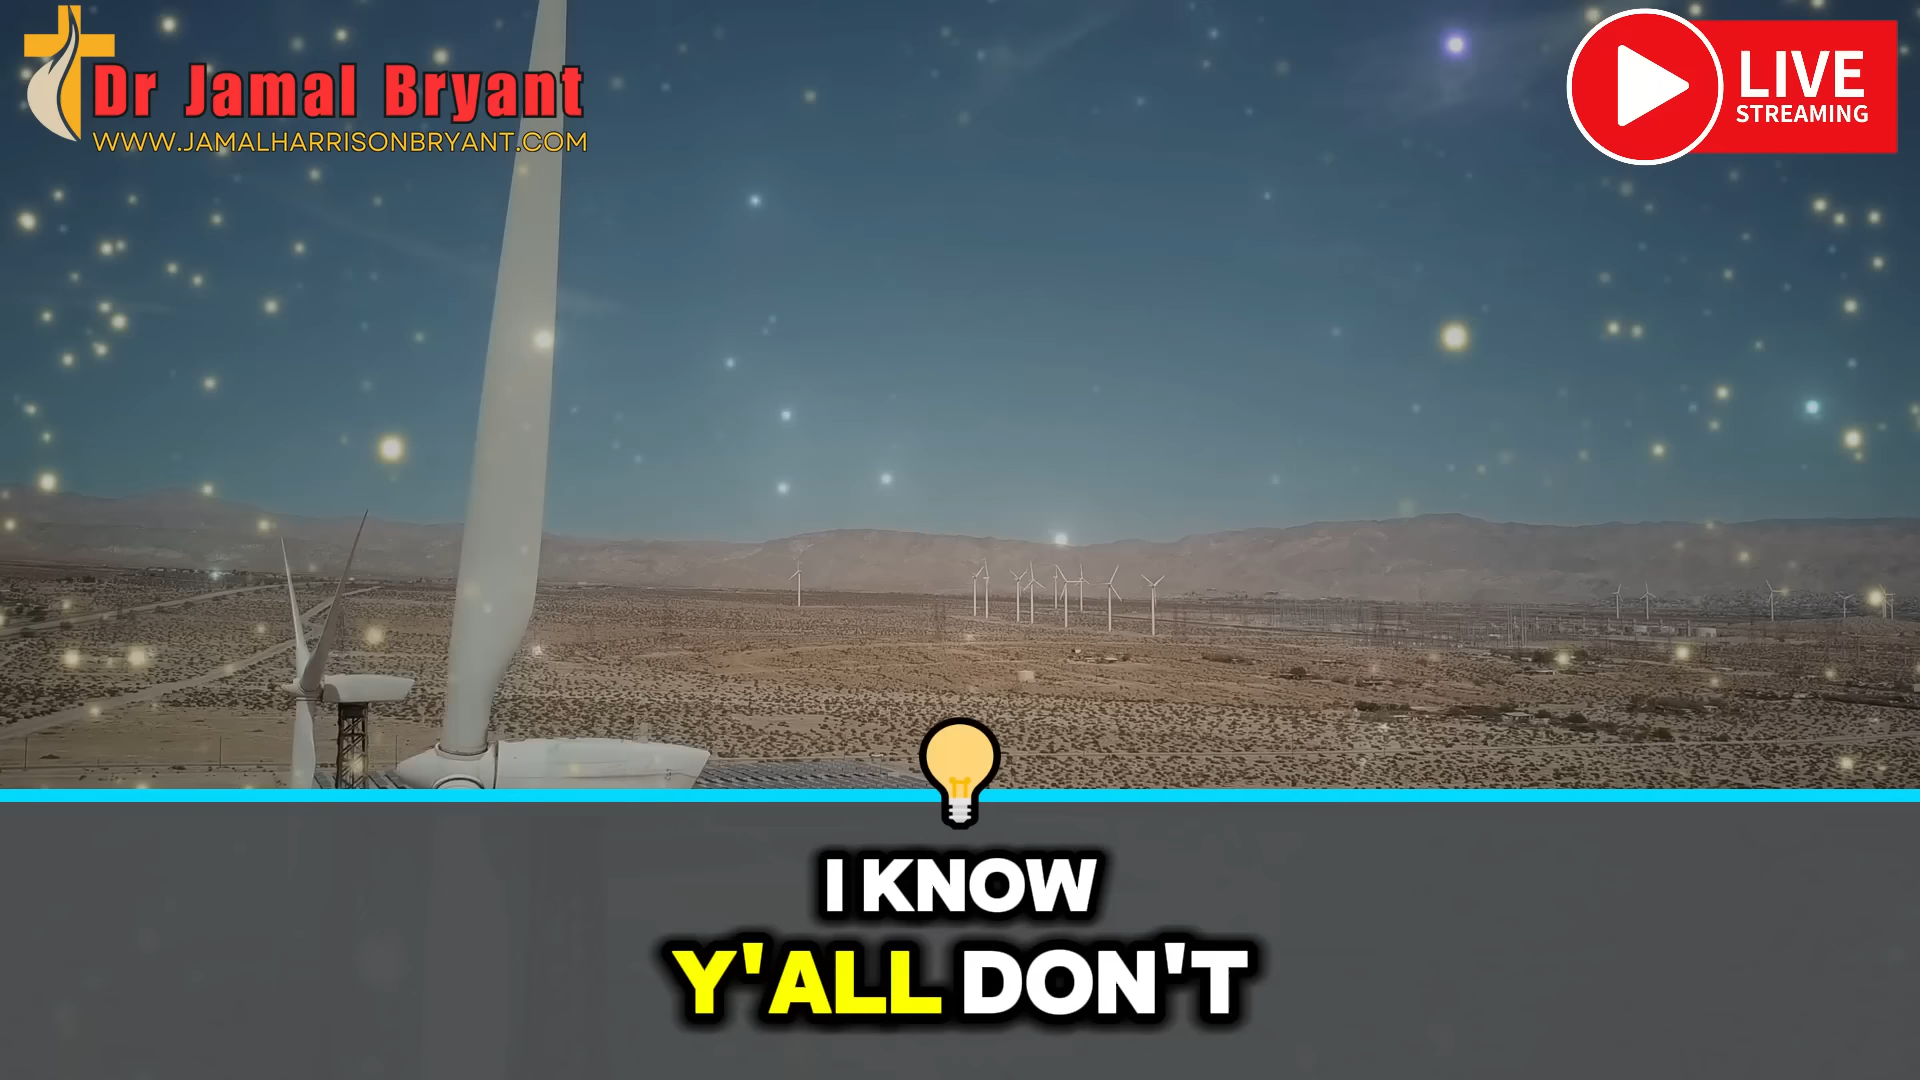 Dr Jamal Bryant
WWW.JAMALHARRISONBRYANT.COM
LIVE
STREAMING
I KNOW
Y'ALL DON'T